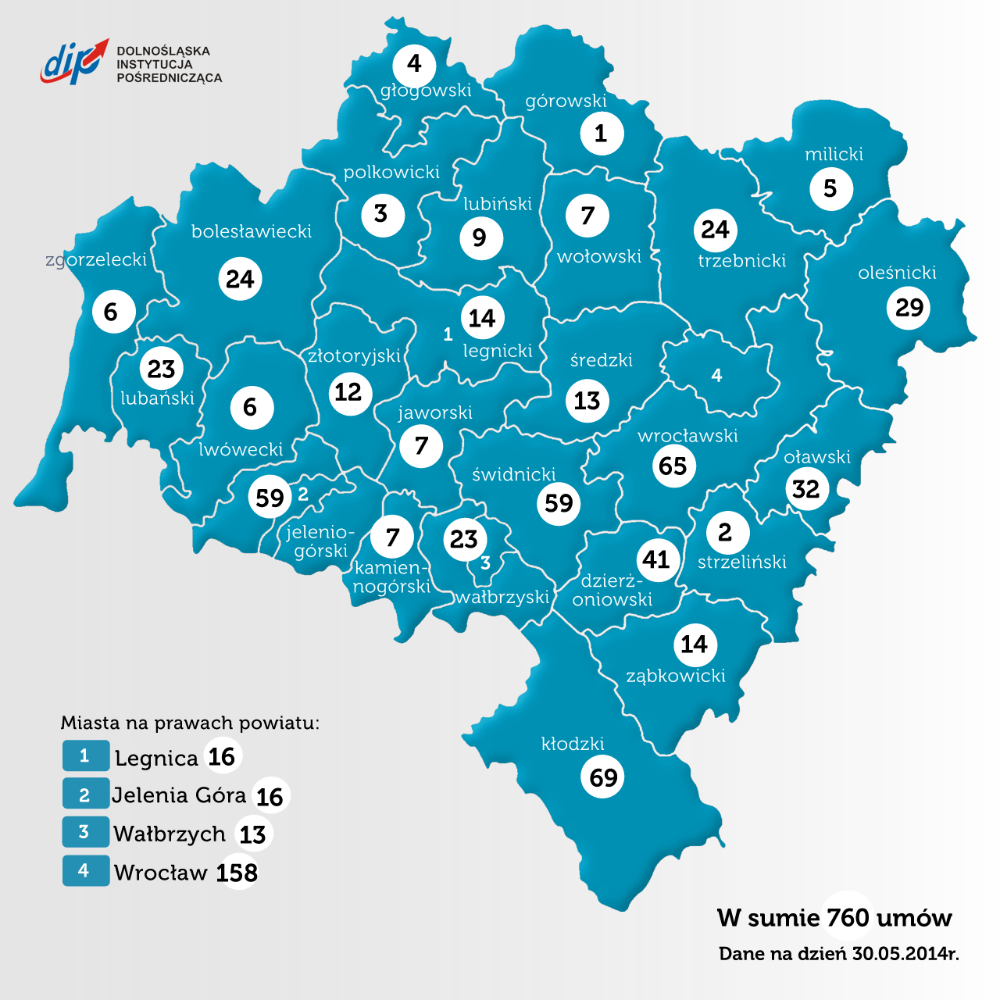 dip
DOLNOŚLĄSKA
INSTYTUCJA
POŚREDNICZĄCA
4
głogowski
górowski
1
milicki
5
polkowicki
3
lubiński
9
7
wołowski
24
trzebnicki
oleśnicki
29
bolesławiecki
24
zgorzelecki
6
14
1
legnicki
złotoryjski
12
średzki
13
4
23
lubański
6
lwówecki
jaworski
7
wrocławski
65
oławski
32
świdnicki
59
59
2
jelenio-
górski
7
kamien-
nogórski
23
3
wałbrzyski
41
dzierż-
oniowski
2
strzeliński
14
ząbkowicki
kłodzki
69
Miasta na prawach powiatu:
1 Legnica 16
2 Jelenia Góra 16
3 Wałbrzych 13
4 Wrocław 158
W sumie 760 umów
Dane na dzień 30.05.2014r.